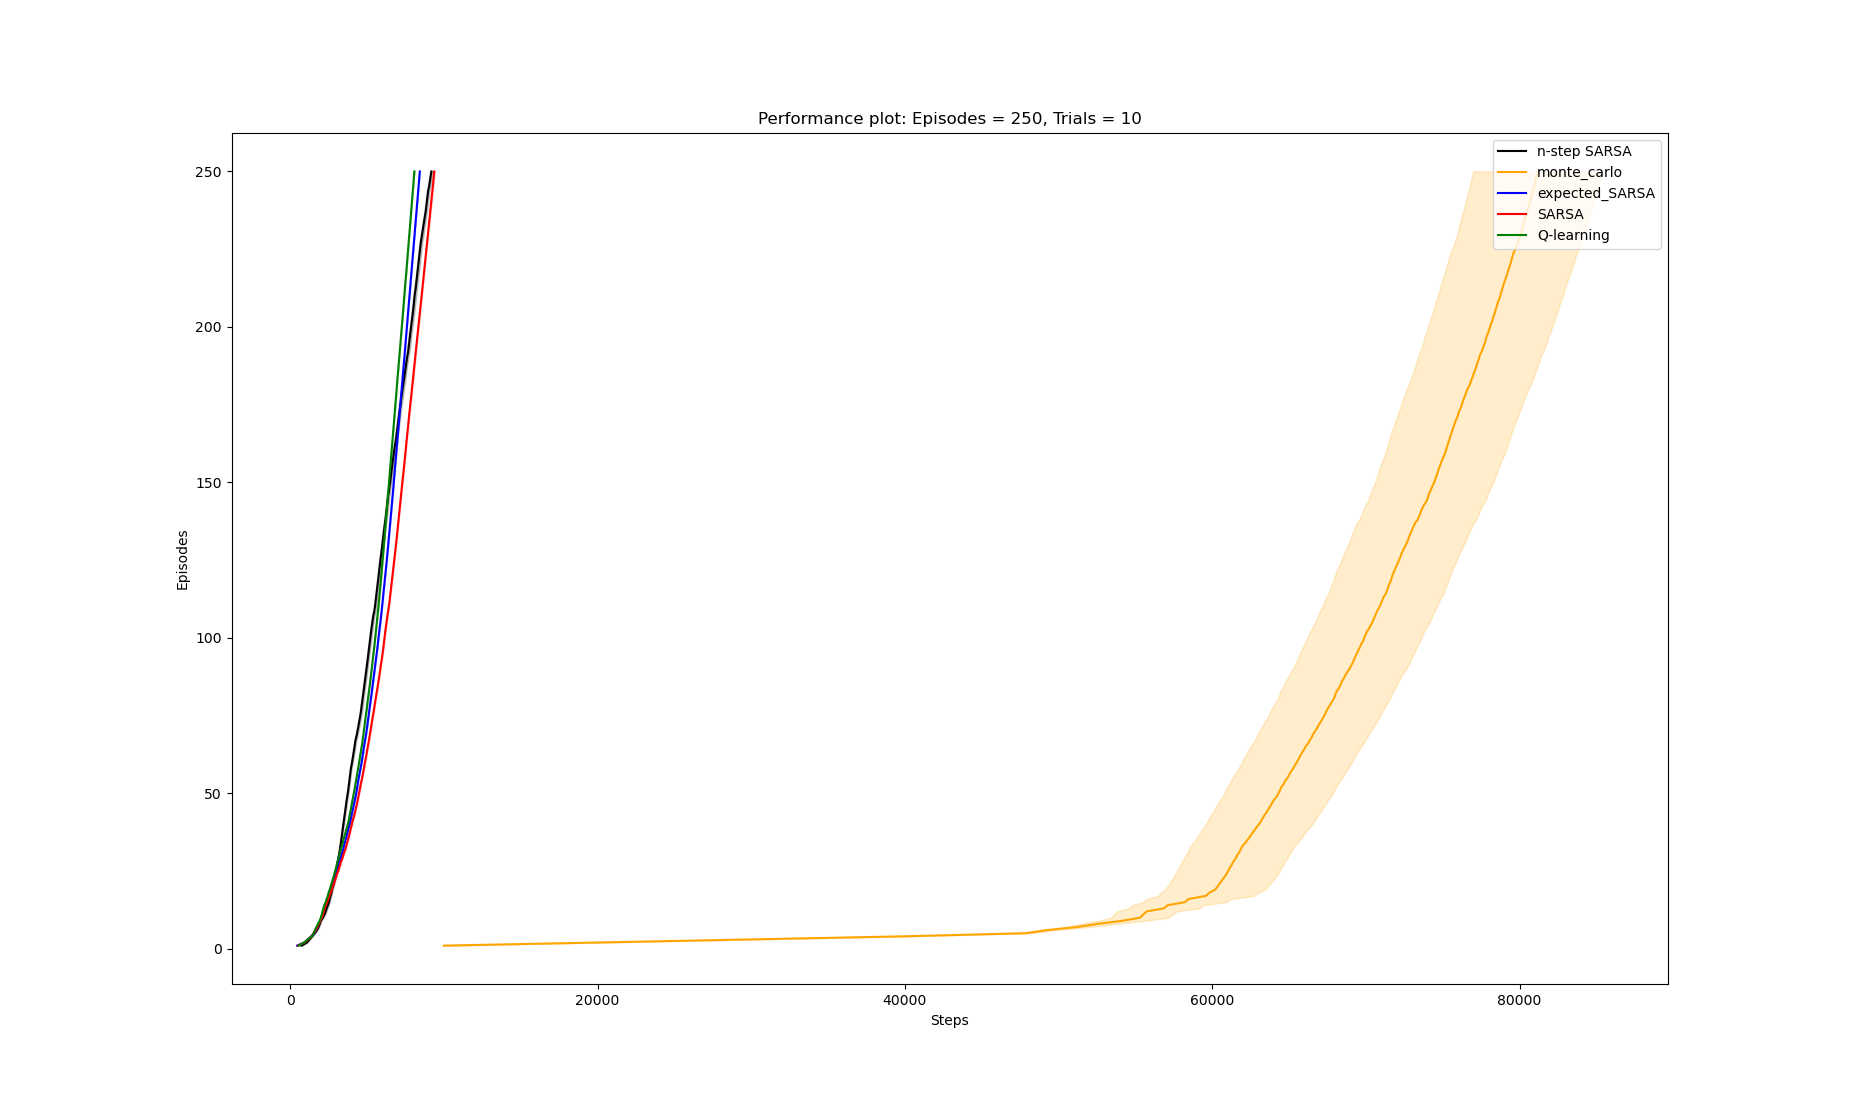 Performance plot: Episodes = 250, Trials = 10
n-step SARSA
monte_carlo
expected_SARSA
SARSA
Q-learning
250
200
150
100
50
0
Episodes
0 20000 40000 60000 80000
Steps